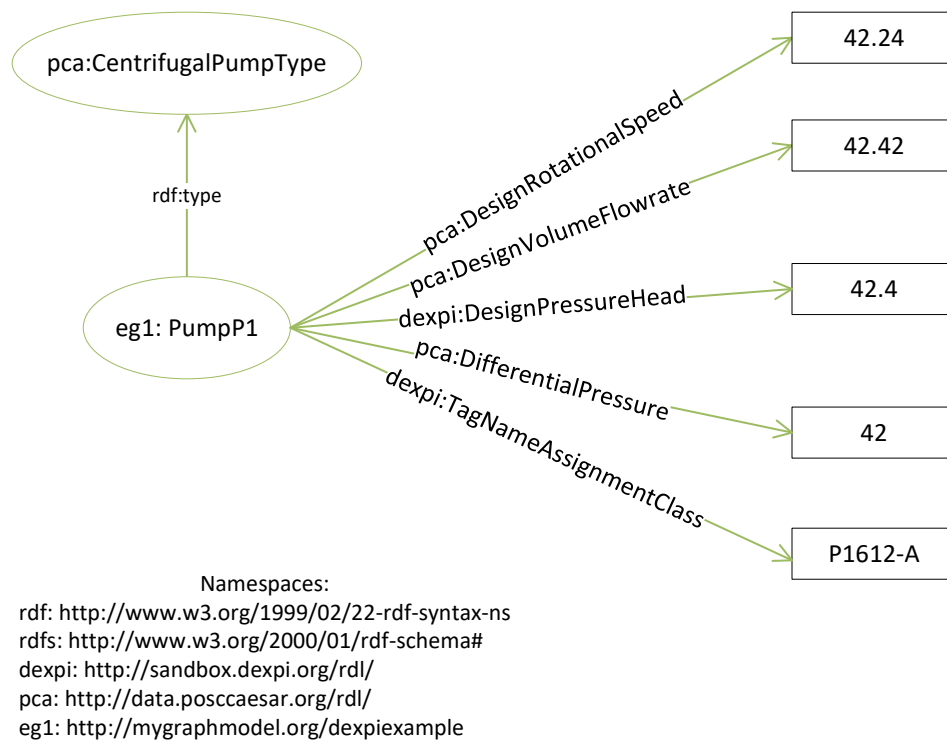 pca:CentrifugalPumpType
42.24
42.42
pca:DesignRotationalSpeed
rdf:type
pca:DesignVolumeFlowrate
eg1: PumpP1
dexpi:DesignPressureHead
42.4
pca:DifferentialPressure
42
dexpi:TagNameAssignmentClass
P1612-A
Namespaces:
rdf: http://www.w3.org/1999/02/22-rdf-syntax-ns
rdfs: http://www.w3.org/2000/01/rdf-schema#
dexpi: http://sandbox.dexpi.org/rdl/
pca: http://data.posccaesar.org/rdl/
eg1: http://mygraphmodel.org/dexpiexample